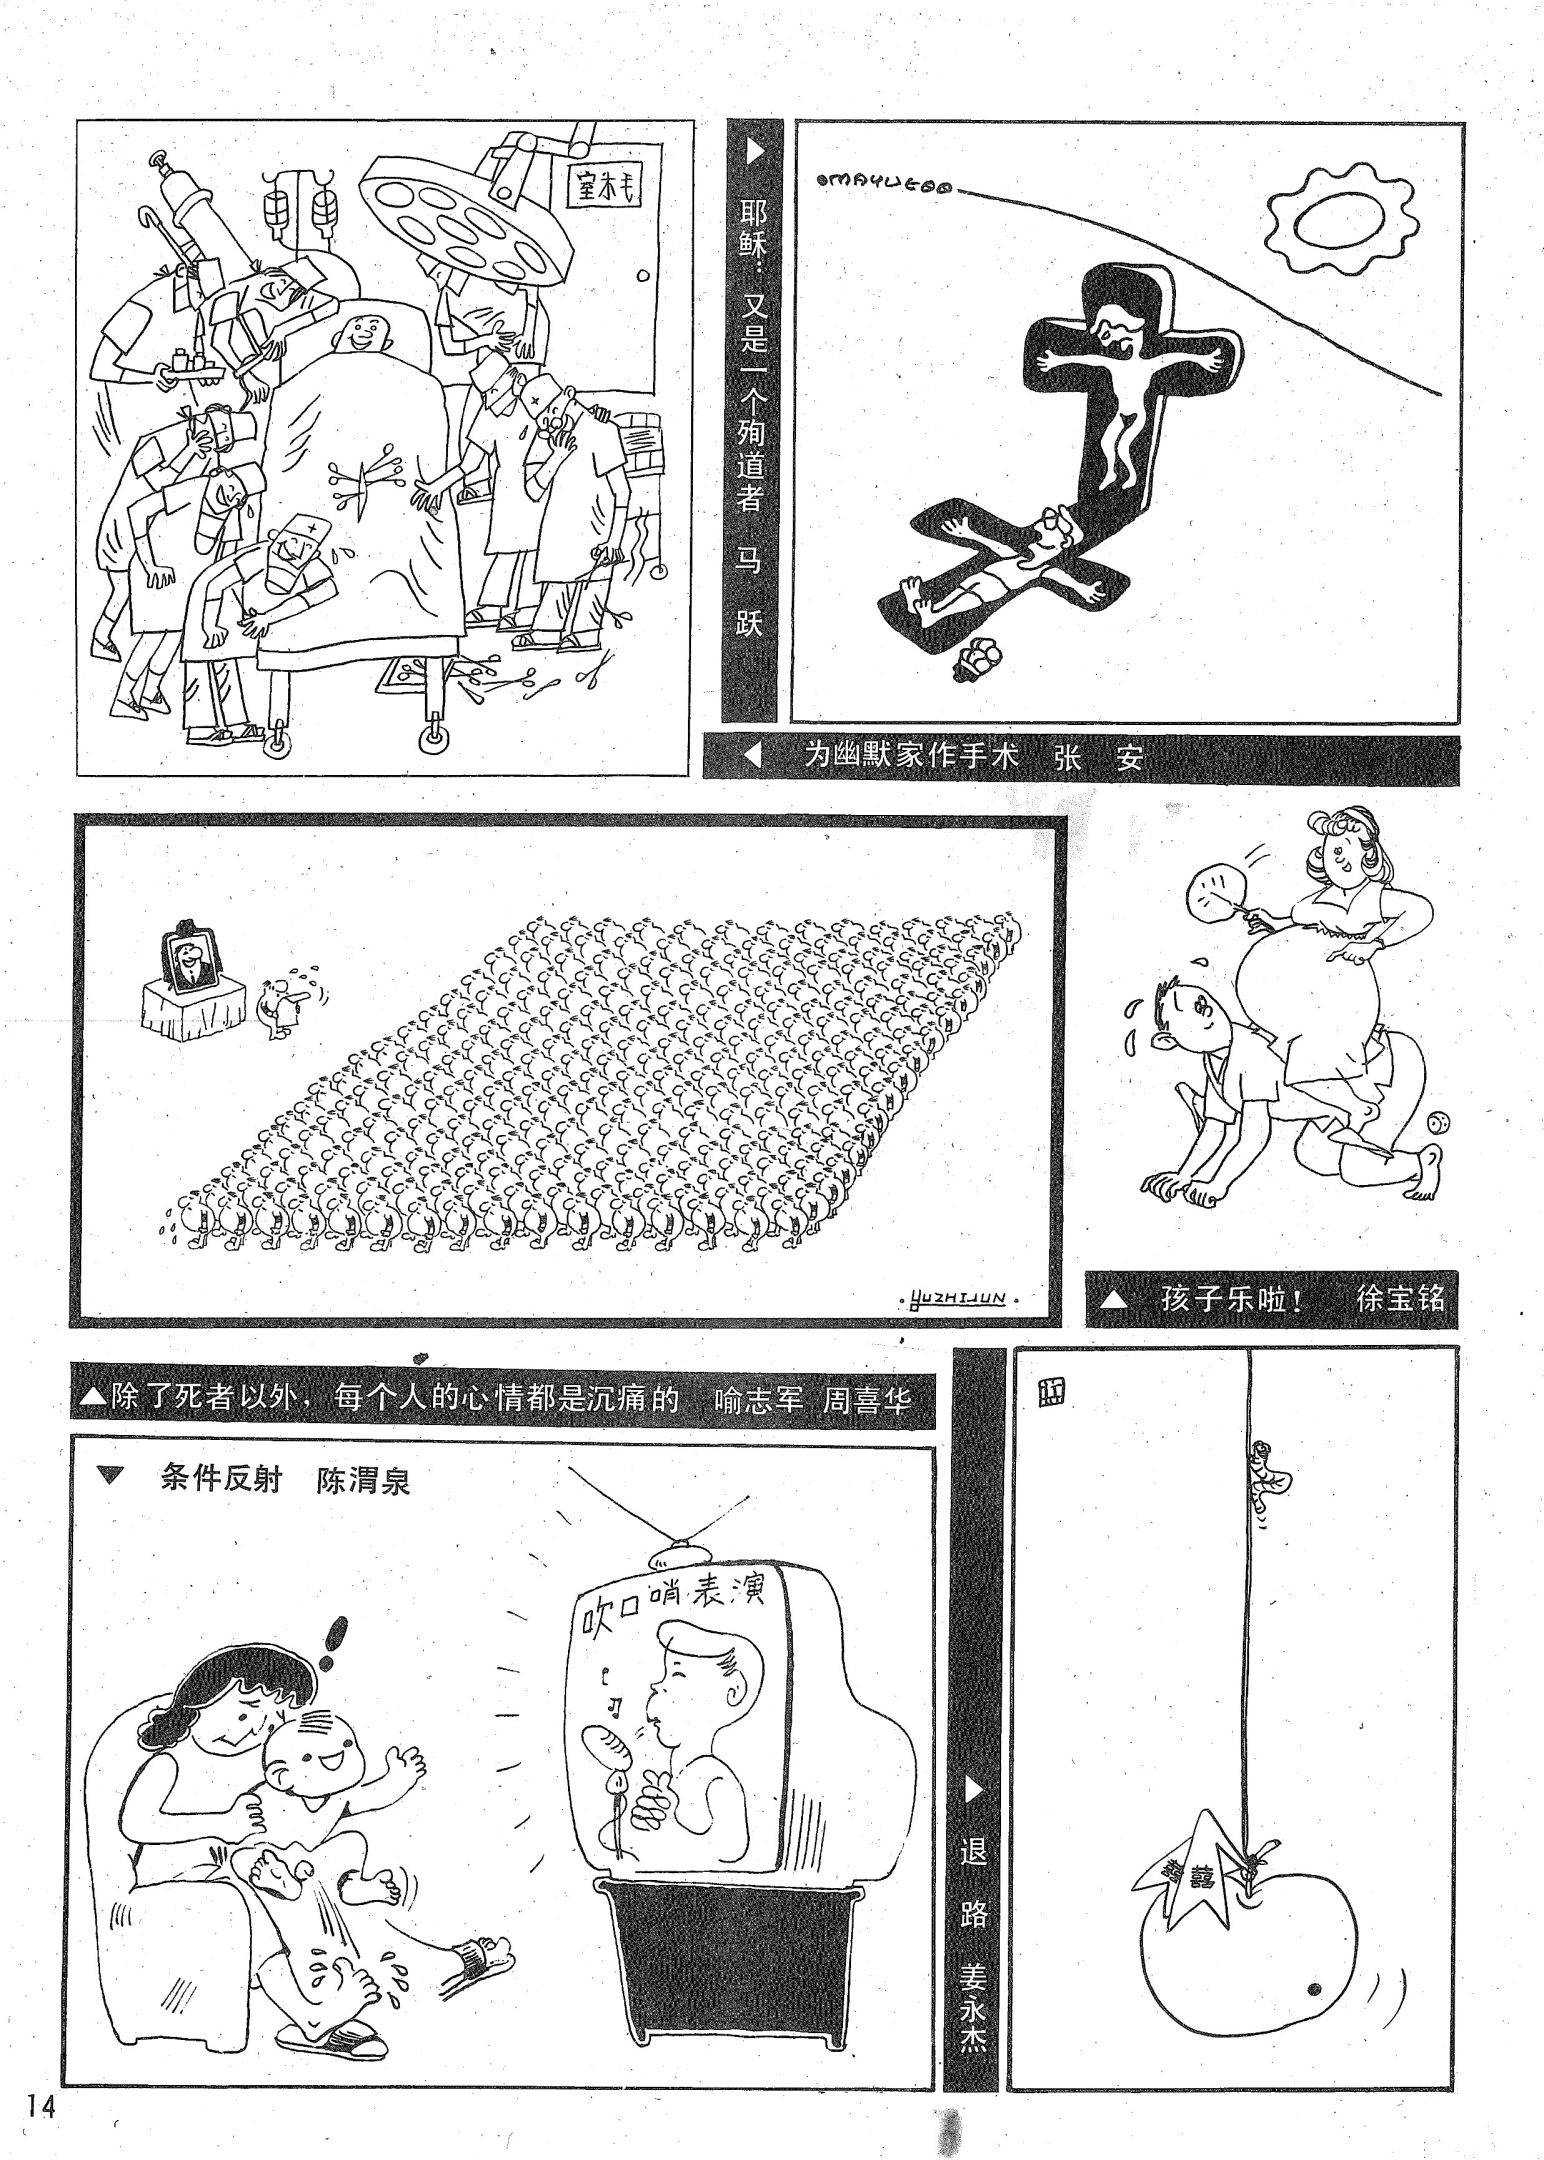 室术手
▶ 耶稣：又是一个殉道者 马 跃
MAYUE
◀ 为幽默家作手术 张 安
YUZHIJUN
▲ 孩子乐啦！ 徐宝铭
▲除了死者以外，每个人的心情都是沉痛的 喻志军 周喜华
▼ 条件反射 陈渭泉
吹口哨表演
▶ 退 路 姜永杰
囍
14